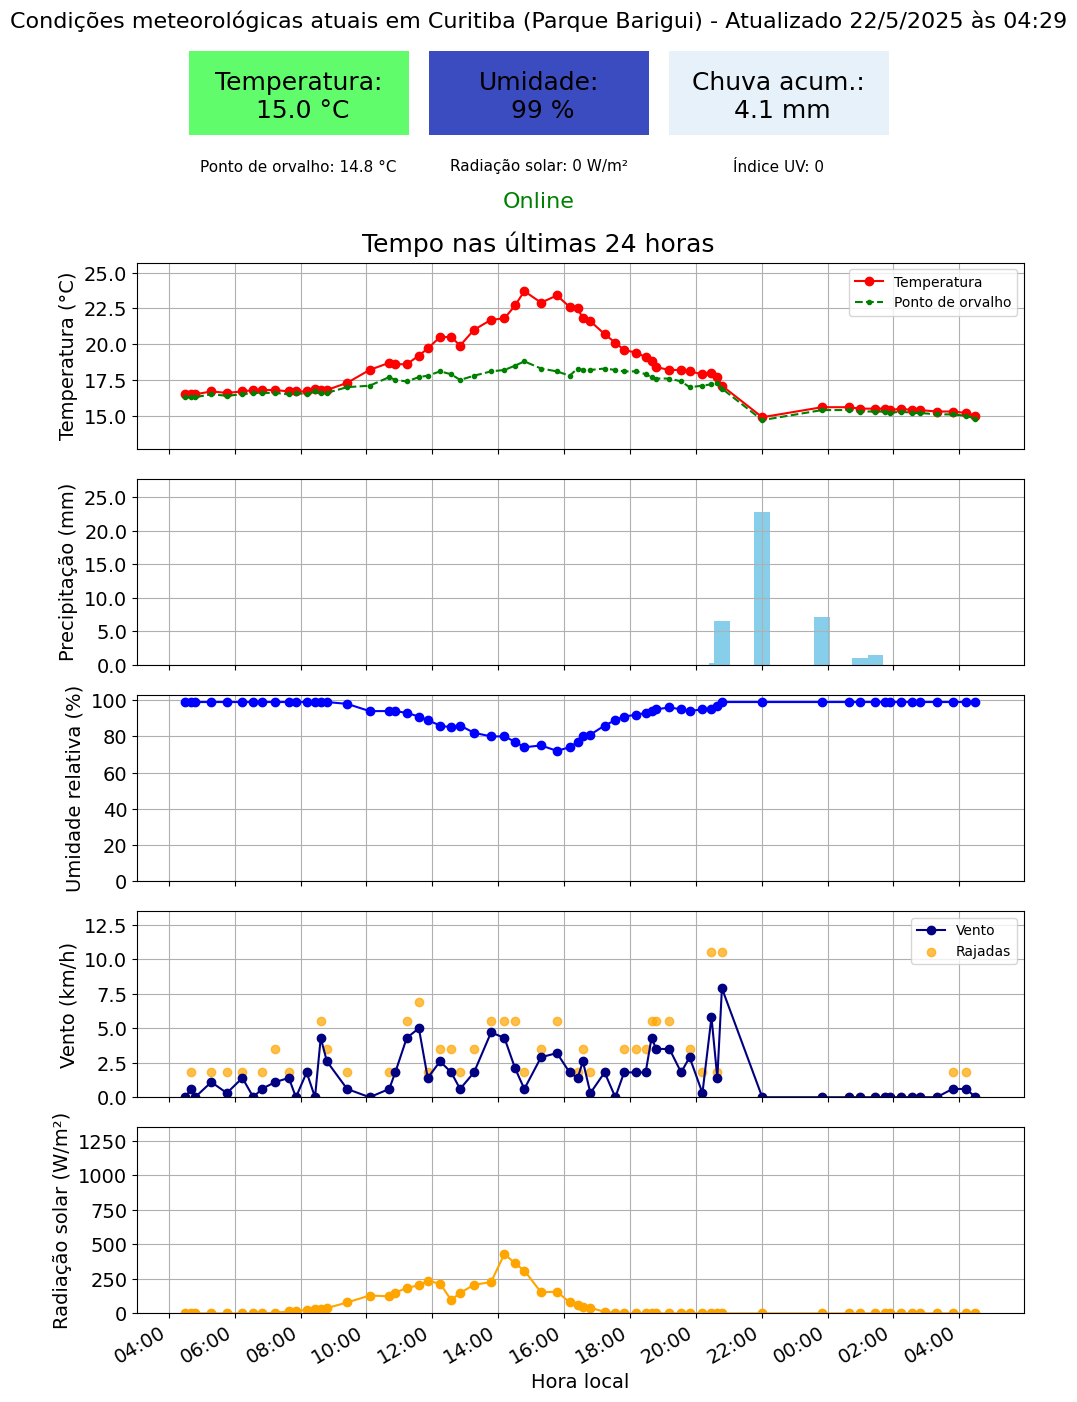 Condições meteorológicas atuais em Curitiba (Parque Barigui) - Atualizado 22/5/2025 às 04:29
Temperatura:
15.0 °C
Umidade:
99 %
Chuva acum.:
4.1 mm
Ponto de orvalho: 14.8 °C
Radiação solar: 0 W/m²
Índice UV: 0
Online
Tempo nas últimas 24 horas
Temperatura (°C)
25.0
22.5
20.0
17.5
15.0
Temperatura
Ponto de orvalho
Precipitação (mm)
25.0
20.0
15.0
10.0
5.0
0.0
Umidade relativa (%)
100
80
60
40
20
0
Vento (km/h)
12.5
10.0
7.5
5.0
2.5
0.0
Vento
Rajadas
Radiação solar (W/m²)
1250
1000
750
500
250
0
04:00
06:00
08:00
10:00
12:00
14:00
16:00
18:00
20:00
22:00
00:00
02:00
04:00
Hora local